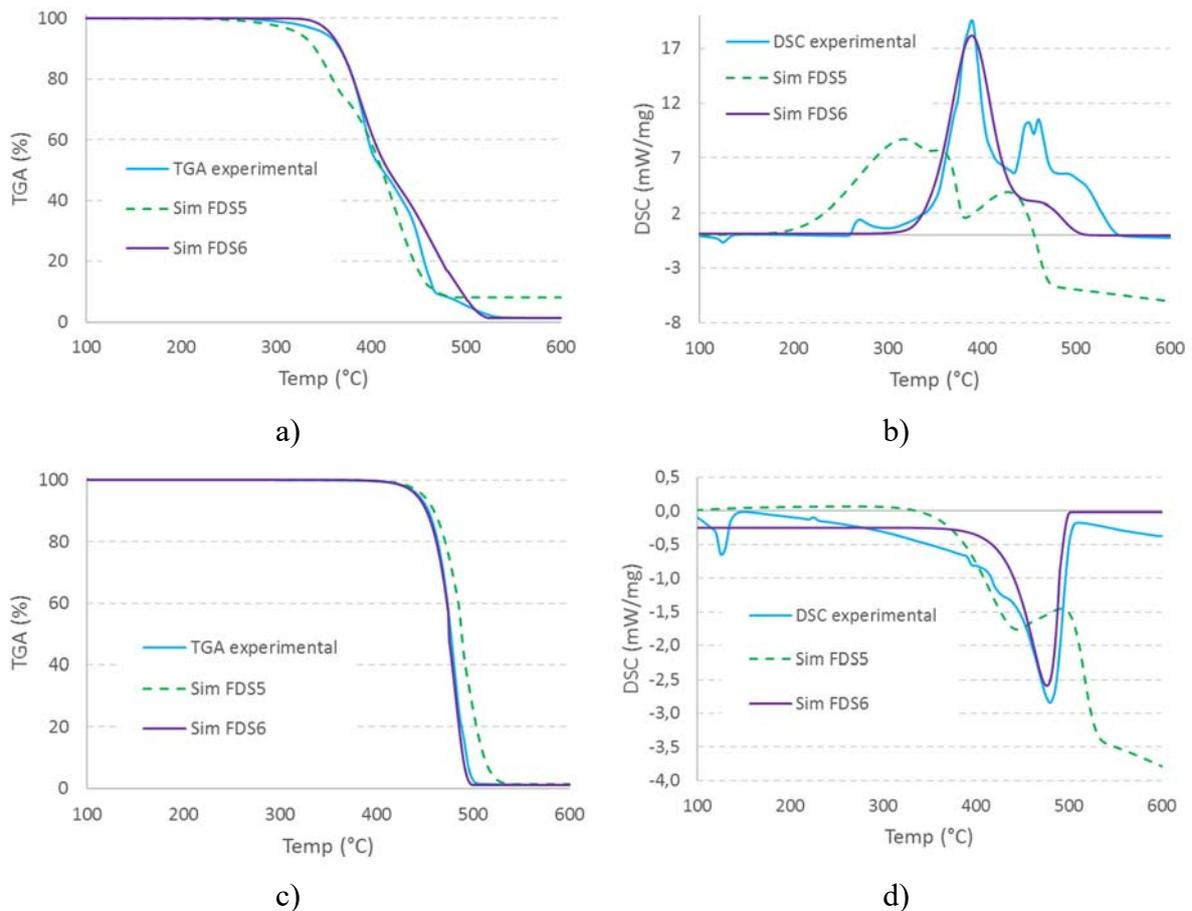 100
80
60
40
20
0
TGA (%)
TGA experimental
Sim FDS5
Sim FDS6
100 200 300 400 500 600
Temp (°C)
a)
17
12
7
2
-3
-8
DSC (mW/mg)
DSC experimental
Sim FDS5
Sim FDS6
100 200 300 400 500 600
Temp (°C)
b)
100
80
60
40
20
0
TGA (%)
TGA experimental
Sim FDS5
Sim FDS6
100 200 300 400 500 600
Temp (°C)
c)
0,5
0,0
-0,5
-1,0
-1,5
-2,0
-2,5
-3,0
-3,5
-4,0
DSC (mW/mg)
DSC experimental
Sim FDS5
Sim FDS6
100 200 300 400 500 600
Temp (°C)
d)